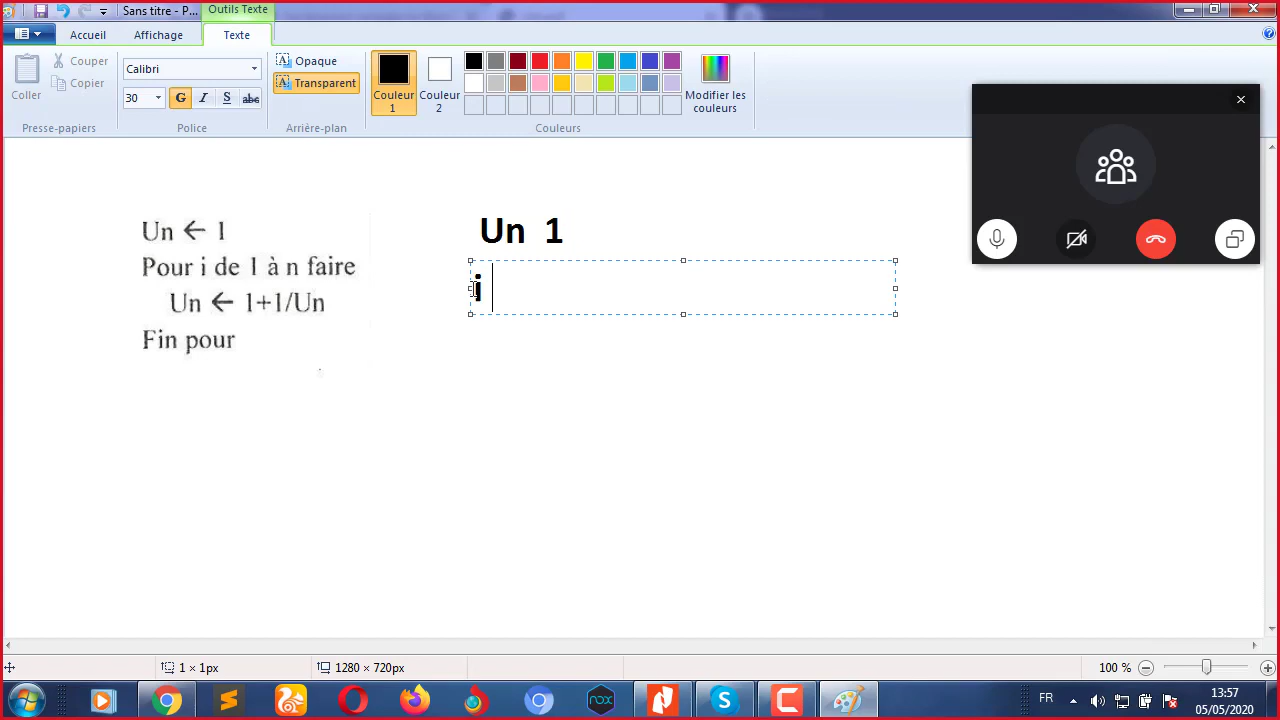 Outils Texte
Sans titre - P...
Accueil
Affichage
Texte
Coller
Couper
Copier
Presse-papiers
Calibri
30
G I S abc
Police
Opaque
Transparent
Arrière-plan
Couleur 1
Couleur 2
Modifier les couleurs
Couleurs
Un ← 1
Pour i de 1 à n faire
Un ← 1+1/Un
Fin pour
Un 1
i
1 × 1px
1280 × 720px
100 %
nox
FR
13:57
05/05/2020